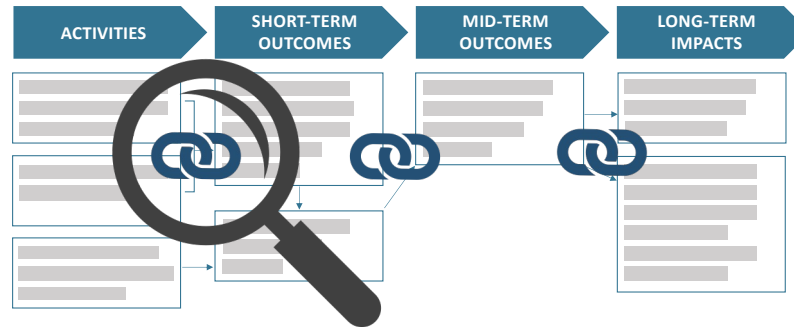 ACTIVITIES
SHORT-TERM
OUTCOMES
MID-TERM
OUTCOMES
LONG-TERM
IMPACTS